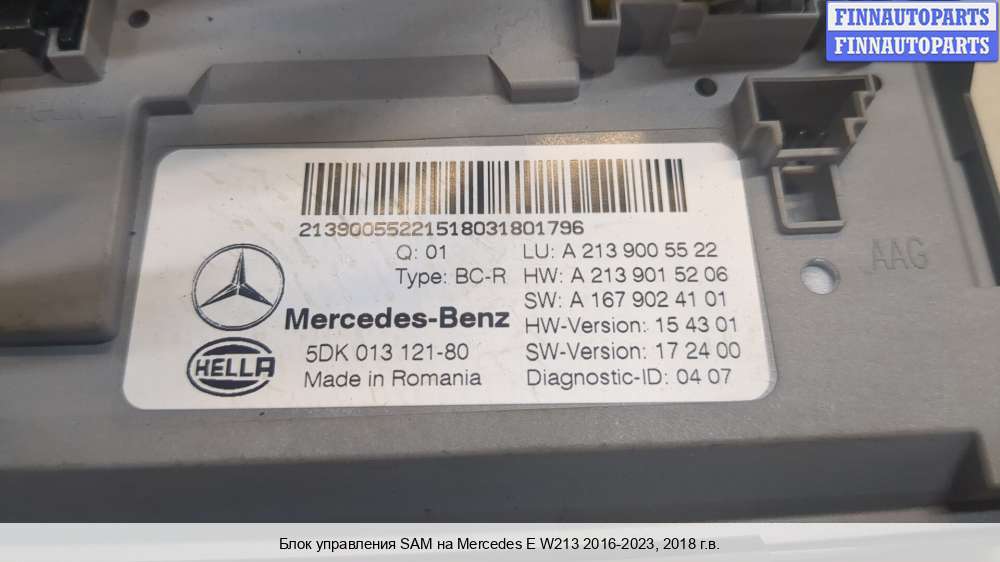 FINNAUTOPARTS
FINNAUTOPARTS
21390055221518031801796
Q: 01
LU: A 213 900 55 22
Type: BC-R
HW: A 213 901 52 06
SW: A 167 902 41 01
Mercedes-Benz
HW-Version: 15 43 01
HELLA
5DK 013 121-80
SW-Version: 17 24 00
Made in Romania
Diagnostic-ID: 04 07
AAG
Блок управления SAM на Mercedes E W213 2016-2023, 2018 г.в.